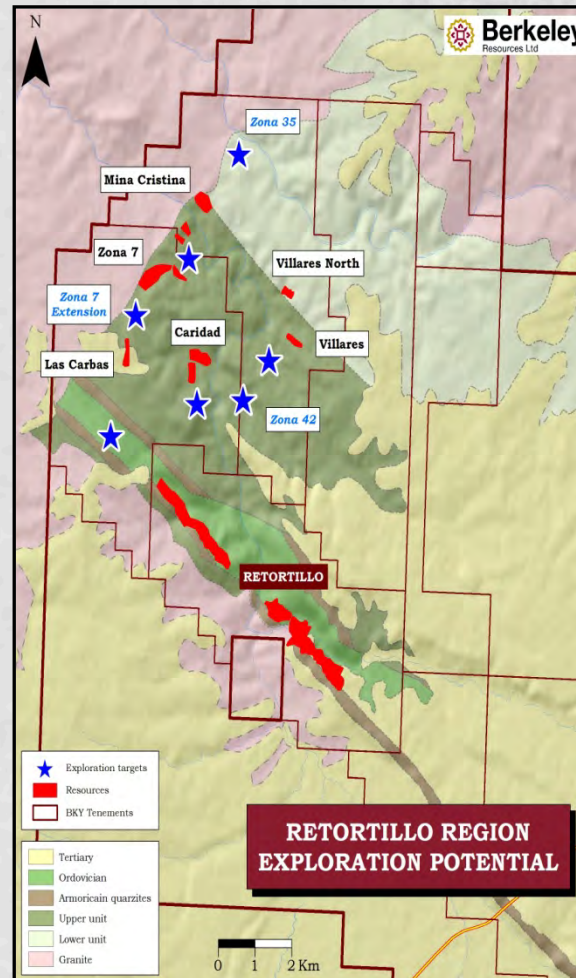 N
Berkeley
Resources Ltd
Zona 35
Mina Cristina
Zona 7
Villares North
Zona 7
Extension
Caridad
Villares
Las Carbas
Zona 42
RETORTILLO
Exploration targets
Resources
BKY Tenements
RETORTILLO REGION
EXPLORATION POTENTIAL
Tertiary
Ordovician
Armoricain quarzites
Upper unit
Lower unit
Granite
0 1 2 Km